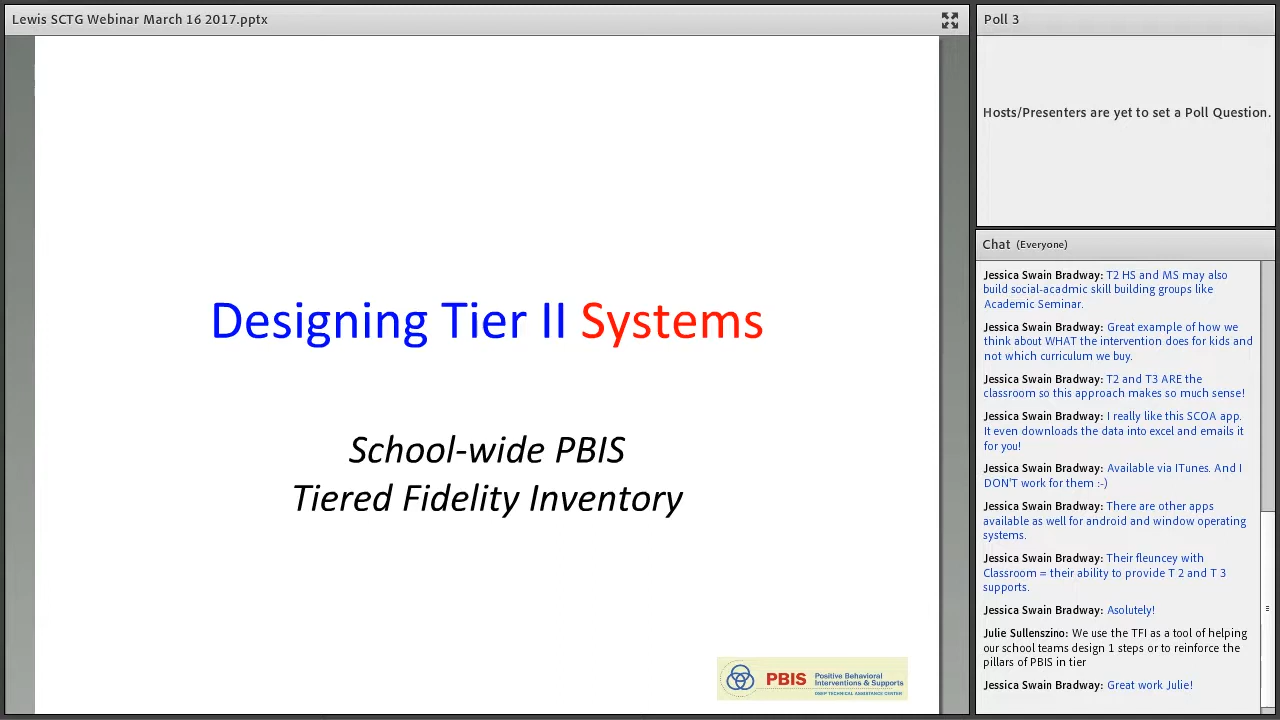 Lewis SCTG Webinar March 16 2017.pptx
Designing Tier II Systems
School-wide PBIS
Tiered Fidelity Inventory
PBIS
Positive Behavioral
Interventions & Supports
OSEP TECHNICAL ASSISTANCE CENTER
Poll 3
Hosts/Presenters are yet to set a Poll Question.
Chat (Everyone)
Jessica Swain Bradway: T2 HS and MS may also
build social-acadmic skill building groups like
Academic Seminar.
Jessica Swain Bradway: Great example of how we
think about WHAT the intervention does for kids and
not which curriculum we buy.
Jessica Swain Bradway: T2 and T3 ARE the
classroom so this approach makes so much sense!
Jessica Swain Bradway: I really like this SCOA app.
It even downloads the data into excel and emails it
for you!
Jessica Swain Bradway: Available via ITunes. And I
DON'T work for them :-)
Jessica Swain Bradway: There are other apps
available as well for android and window operating
systems.
Jessica Swain Bradway: Their fleuncey with
Classroom = their ability to provide T 2 and T 3
supports.
Jessica Swain Bradway: Asolutely!
Julie Sullenszino: We use the TFI as a tool of helping
our school teams design 1 steps or to reinforce the
pillars of PBIS in tier
Jessica Swain Bradway: Great work Julie!